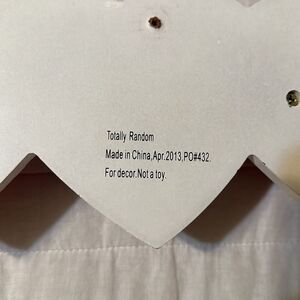 Totally Random
Made in China,Apr.2013,PO#432.
For decor.Not a toy.